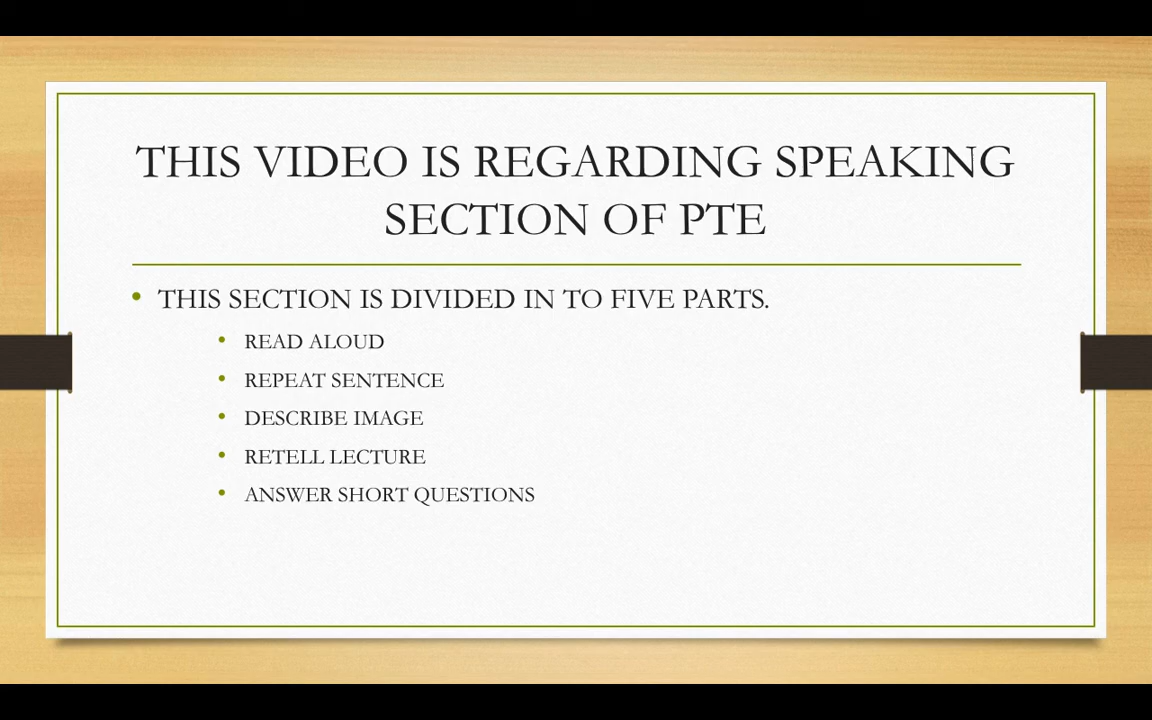 THIS VIDEO IS REGARDING SPEAKING
SECTION OF PTE
• THIS SECTION IS DIVIDED IN TO FIVE PARTS.
• READ ALOUD
• REPEAT SENTENCE
• DESCRIBE IMAGE
• RETELL LECTURE
• ANSWER SHORT QUESTIONS